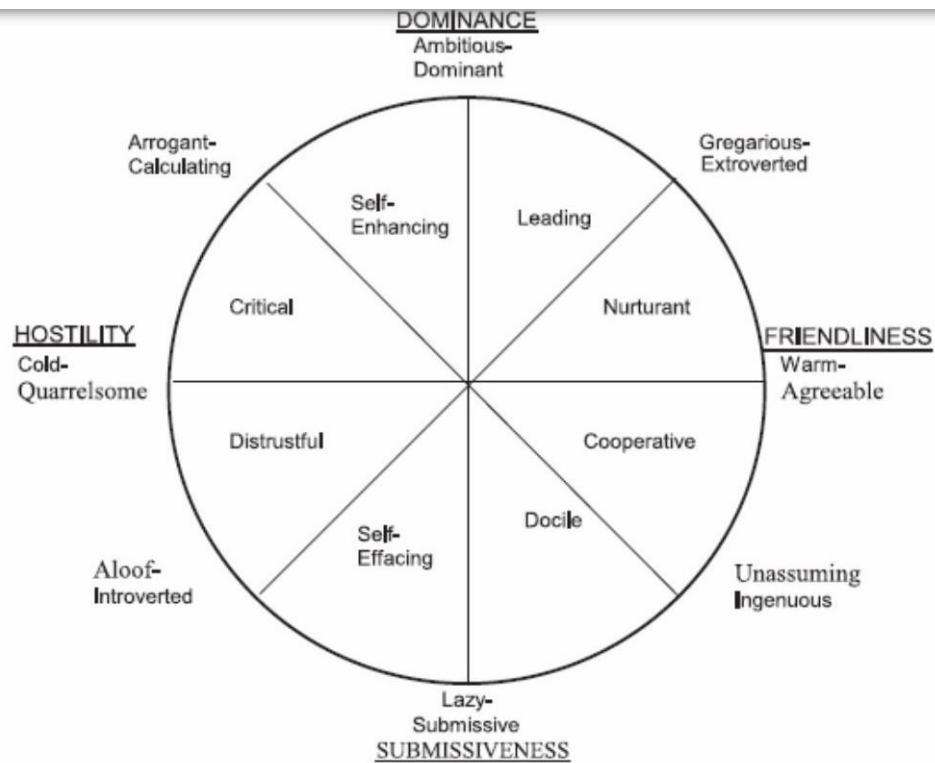 DOMINANCE
Ambitious-
Dominant
Arrogant-
Calculating
Gregarious-
Extroverted
Self-
Enhancing
Leading
Critical
Nurturant
HOSTILITY
Cold-
Quarrelsome
FRIENDLINESS
Warm-
Agreeable
Distrustful
Cooperative
Self-
Effacing
Docile
Aloof-
Introverted
Unassuming
Ingenuous
Lazy-
Submissive
SUBMISSIVENESS